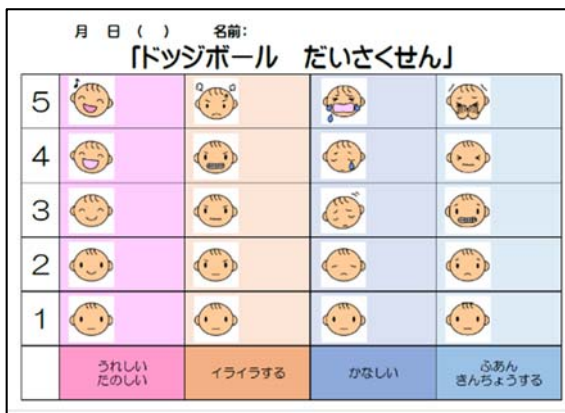 月 日 ( ) 名前:
「ドッジボール だいさくせん」
5
4
3
2
1
うれしい
たのしい
イライラする
かなしい
ふあん
きんちょうする